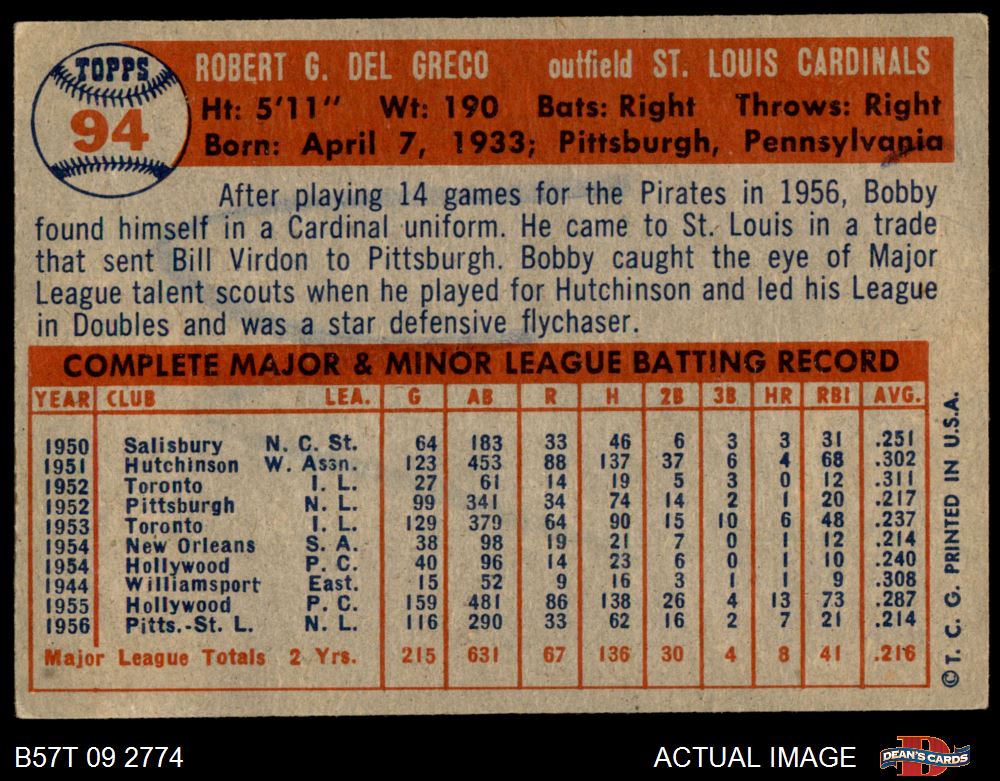 TOPPS
94
ROBERT G. DEL GRECO outfield ST. LOUIS CARDINALS
Ht: 5'11" Wt: 190 Bats: Right Throws: Right
Born: April 7, 1933; Pittsburgh, Pennsylvania
After playing 14 games for the Pirates in 1956, Bobby
found himself in a Cardinal uniform. He came to St. Louis in a trade
that sent Bill Virdon to Pittsburgh. Bobby caught the eye of Major
League talent scouts when he played for Hutchinson and led his League
in Doubles and was a star defensive flychaser.
COMPLETE MAJOR & MINOR LEAGUE BATTING RECORD
YEAR CLUB LEA. G AB R H 2B 3B HR RBI AVG.
1950 Salisbury N. C. St. 64 183 33 46 6 3 3 31 .251
1951 Hutchinson W. Assn. 123 453 88 137 37 6 4 68 .302
1952 Toronto I. L. 27 61 14 19 5 3 0 12 .311
1952 Pittsburgh N. L. 99 341 34 74 14 2 1 20 .217
1953 Toronto I. L. 129 379 64 90 15 10 6 48 .237
1954 New Orleans S. A. 38 98 19 21 7 0 1 12 .214
1954 Hollywood P. C. 40 96 14 23 6 0 1 10 .240
1944 Williamsport East. 15 52 9 16 3 1 1 9 .308
1955 Hollywood P. C. 159 481 86 138 26 4 13 73 .287
1956 Pitts.-St. L. N. L. 116 290 33 62 16 2 7 21 .214
Major League Totals 2 Yrs. 215 631 67 136 30 4 8 41 .216
© T. C. G. PRINTED IN U.S.A.
B57T 09 2774 ACTUAL IMAGE DEAN'S CARDS